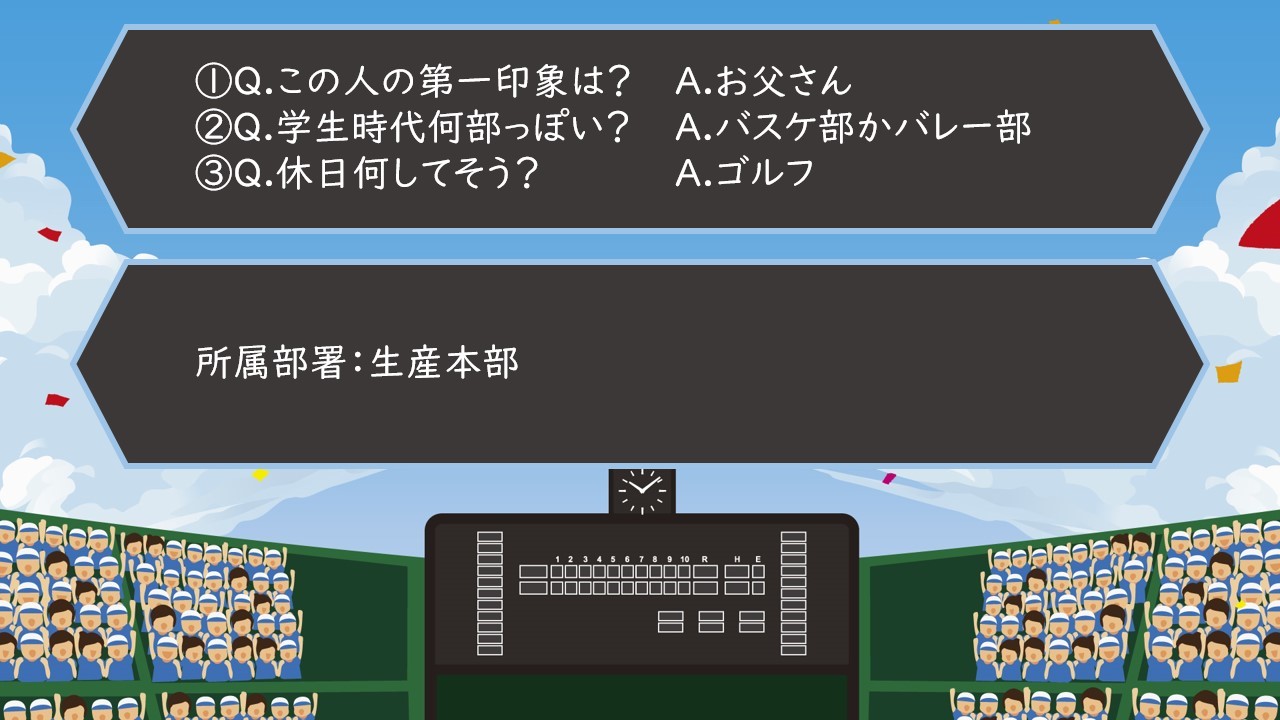 ①Q.この人の第一印象は？ A.お父さん
②Q.学生時代何部っぽい？ A.バスケ部かバレー部
③Q.休日何してそう？ A.ゴルフ
所属部署：生産本部
1 2 3 4 5 6 7 8 9 10 R H E